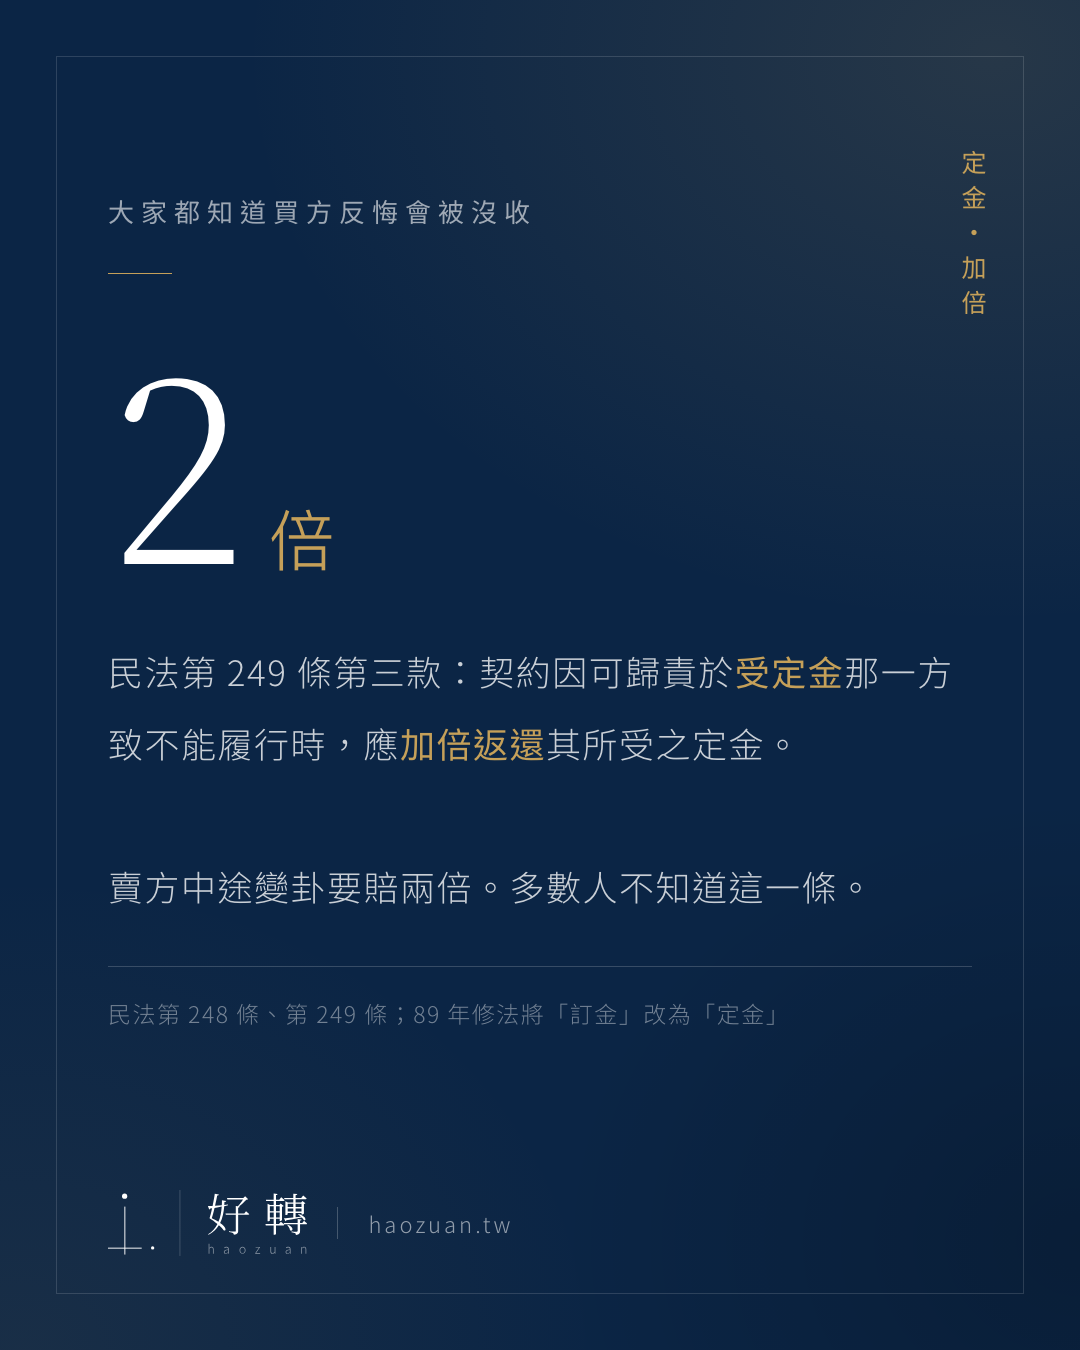 大家都知道買方反悔會被沒收
定金・加倍
2倍
民法第 249 條第三款：契約因可歸責於受定金那一方
致不能履行時，應加倍返還其所受之定金。
賣方中途變卦要賠兩倍。多數人不知道這一條。
民法第 248 條、第 249 條；89 年修法將「訂金」改為「定金」
好轉
haozuan
haozuan.tw